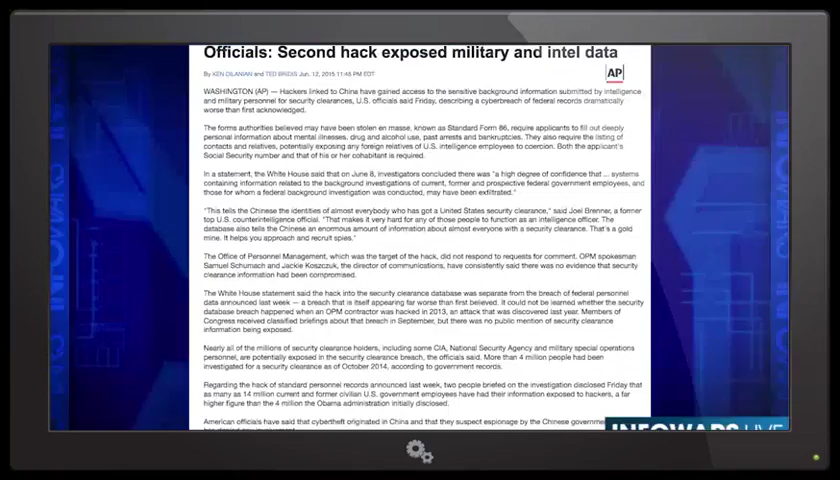 Officials: Second hack exposed military and intel data
By KEN DILANIAN and TED BRIDIS Jun. 12, 2015 11:45 PM EDT
AP
WASHINGTON (AP) — Hackers linked to China have gained access to the sensitive background information submitted by intelligence
and military personnel for security clearances, U.S. officials said Friday, describing a cyberbreach of federal records dramatically
worse than first acknowledged.
The forms authorities believed may have been stolen en masse, known as Standard Form 86, require applicants to fill out deeply
personal information about mental illnesses, drug and alcohol use, past arrests and bankruptcies. They also require the listing of
contacts and relatives, potentially exposing any foreign relatives of U.S. intelligence employees to coercion. Both the applicant's
Social Security number and that of his or her cohabitant is required.
In a statement, the White House said that on June 8, investigators concluded there was "a high degree of confidence that ... systems
containing information related to the background investigations of current, former and prospective federal government employees, and
those for whom a federal background investigation was conducted, may have been exfiltrated."
"This tells the Chinese the identities of almost everybody who has got a United States security clearance," said Joel Brenner, a former
top U.S. counterintelligence official. "That makes it very hard for any of those people to function as an intelligence officer. The
database also tells the Chinese an enormous amount of information about almost everyone with a security clearance. That's a gold
mine. It helps you approach and recruit spies."
The Office of Personnel Management, which was the target of the hack, did not respond to requests for comment. OPM spokesman
Samuel Schumach and Jackie Koszczuk, the director of communications, have consistently said there was no evidence that security
clearance information had been compromised.
The White House statement said the hack into the security clearance database was separate from the breach of federal personnel
data announced last week — a breach that is itself appearing far worse than first believed. It could not be learned whether the security
database breach happened when an OPM contractor was hacked in 2013, an attack that was discovered last year. Members of
Congress received classified briefings about that breach in September, but there was no public mention of security clearance
information being exposed.
Nearly all of the millions of security clearance holders, including some CIA, National Security Agency and military special operations
personnel, are potentially exposed in the security clearance breach, the officials said. More than 4 million people had been
investigated for a security clearance as of October 2014, according to government records.
Regarding the hack of standard personnel records announced last week, two people briefed on the investigation disclosed Friday that
as many as 14 million current and former civilian U.S. government employees have had their information exposed to hackers, a far
higher figure than the 4 million the Obama administration initially disclosed.
American officials have said that cybertheft originated in China and that they suspect espionage by the Chinese
INFOWARS LIVE